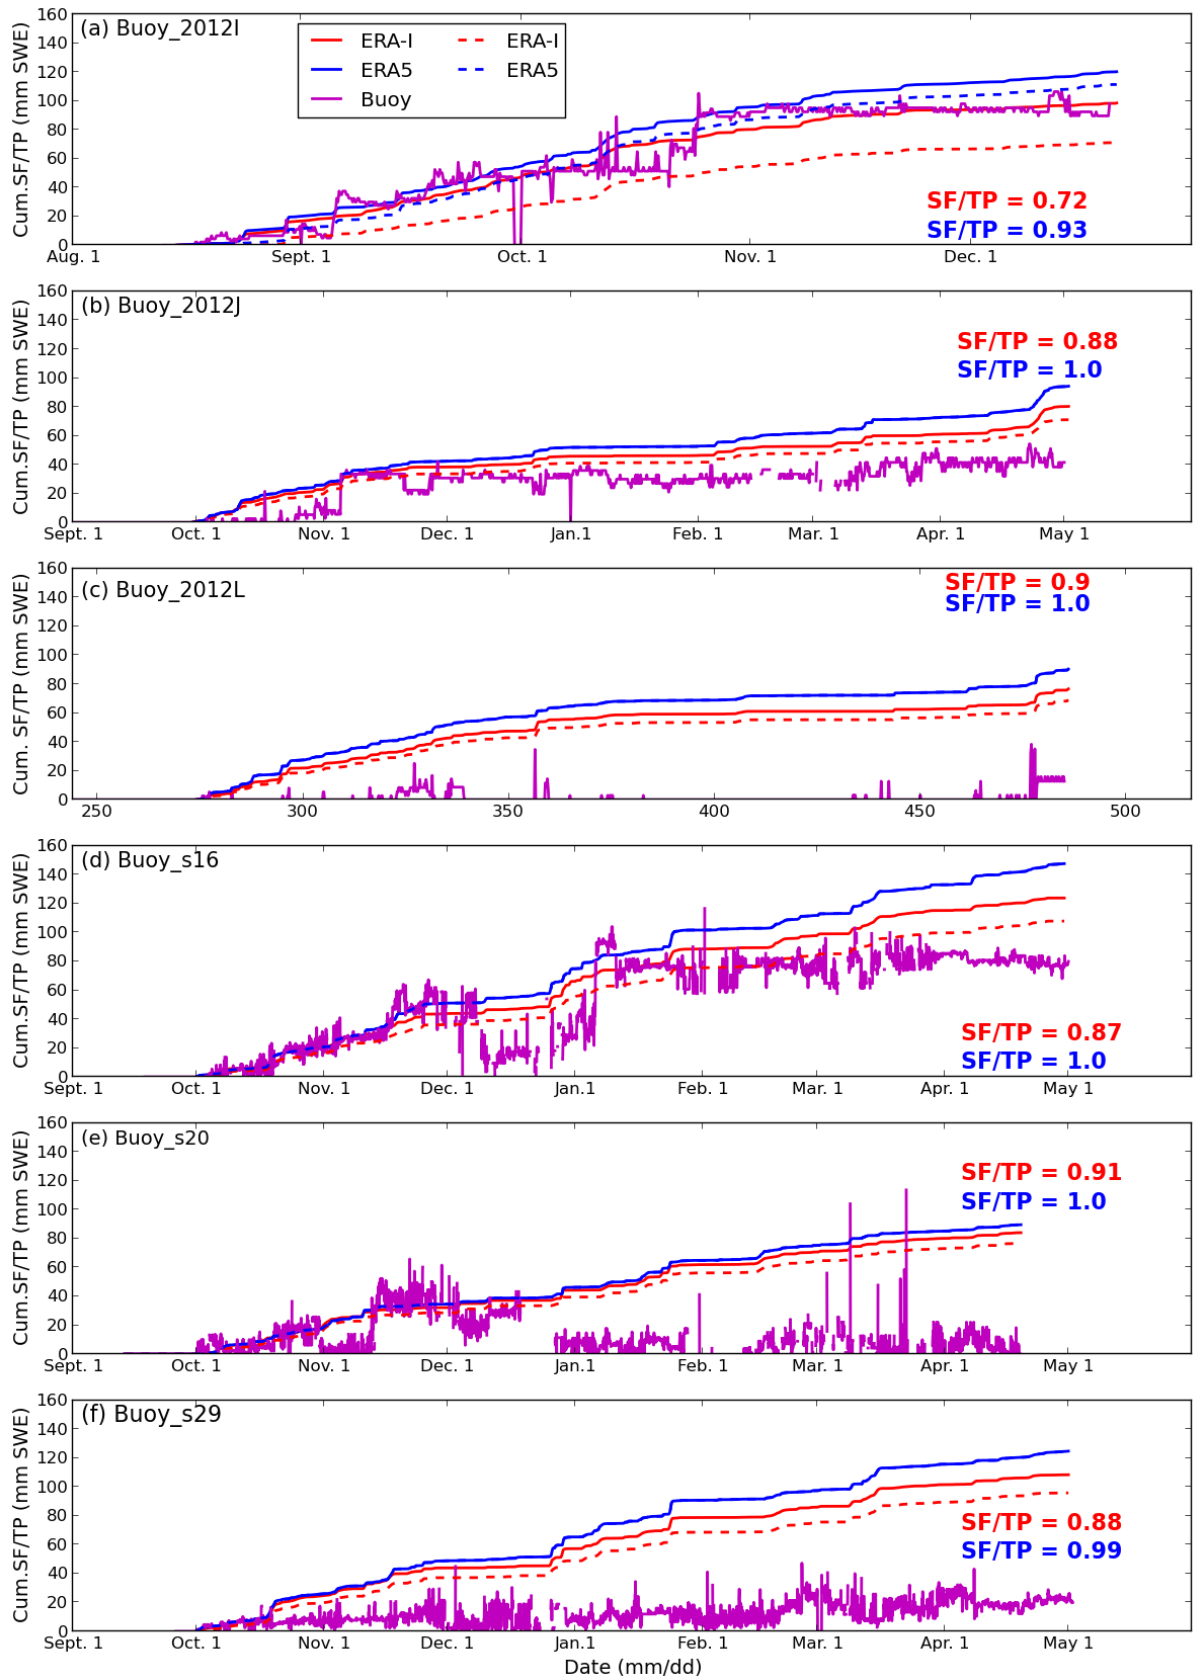 (a) Buoy_2012I
ERA-I ERA-I
ERA5 ERA5
Buoy
SF/TP = 0.72
SF/TP = 0.93
Cum.SF/TP (mm SWE)
160
140
120
100
80
60
40
20
0
Aug. 1 Sept. 1 Oct. 1 Nov. 1 Dec. 1
(b) Buoy_2012J
SF/TP = 0.88
SF/TP = 1.0
Cum.SF/TP (mm SWE)
160
140
120
100
80
60
40
20
0
Sept. 1 Oct. 1 Nov. 1 Dec. 1 Jan.1 Feb. 1 Mar. 1 Apr. 1 May 1
(c) Buoy_2012L
SF/TP = 0.9
SF/TP = 1.0
Cum. SF/TP (mm SWE)
160
140
120
100
80
60
40
20
0
250 300 350 400 450 500
(d) Buoy_s16
SF/TP = 0.87
SF/TP = 1.0
Cum.SF/TP (mm SWE)
160
140
120
100
80
60
40
20
0
Sept. 1 Oct. 1 Nov. 1 Dec. 1 Jan.1 Feb. 1 Mar. 1 Apr. 1 May 1
(e) Buoy_s20
SF/TP = 0.91
SF/TP = 1.0
Cum.SF/TP (mm SWE)
160
140
120
100
80
60
40
20
0
Sept. 1 Oct. 1 Nov. 1 Dec. 1 Jan.1 Feb. 1 Mar. 1 Apr. 1 May 1
(f) Buoy_s29
SF/TP = 0.88
SF/TP = 0.99
Cum.SF/TP (mm SWE)
160
140
120
100
80
60
40
20
0
Sept. 1 Oct. 1 Nov. 1 Dec. 1 Jan.1 Feb. 1 Mar. 1 Apr. 1 May 1
Date (mm/dd)